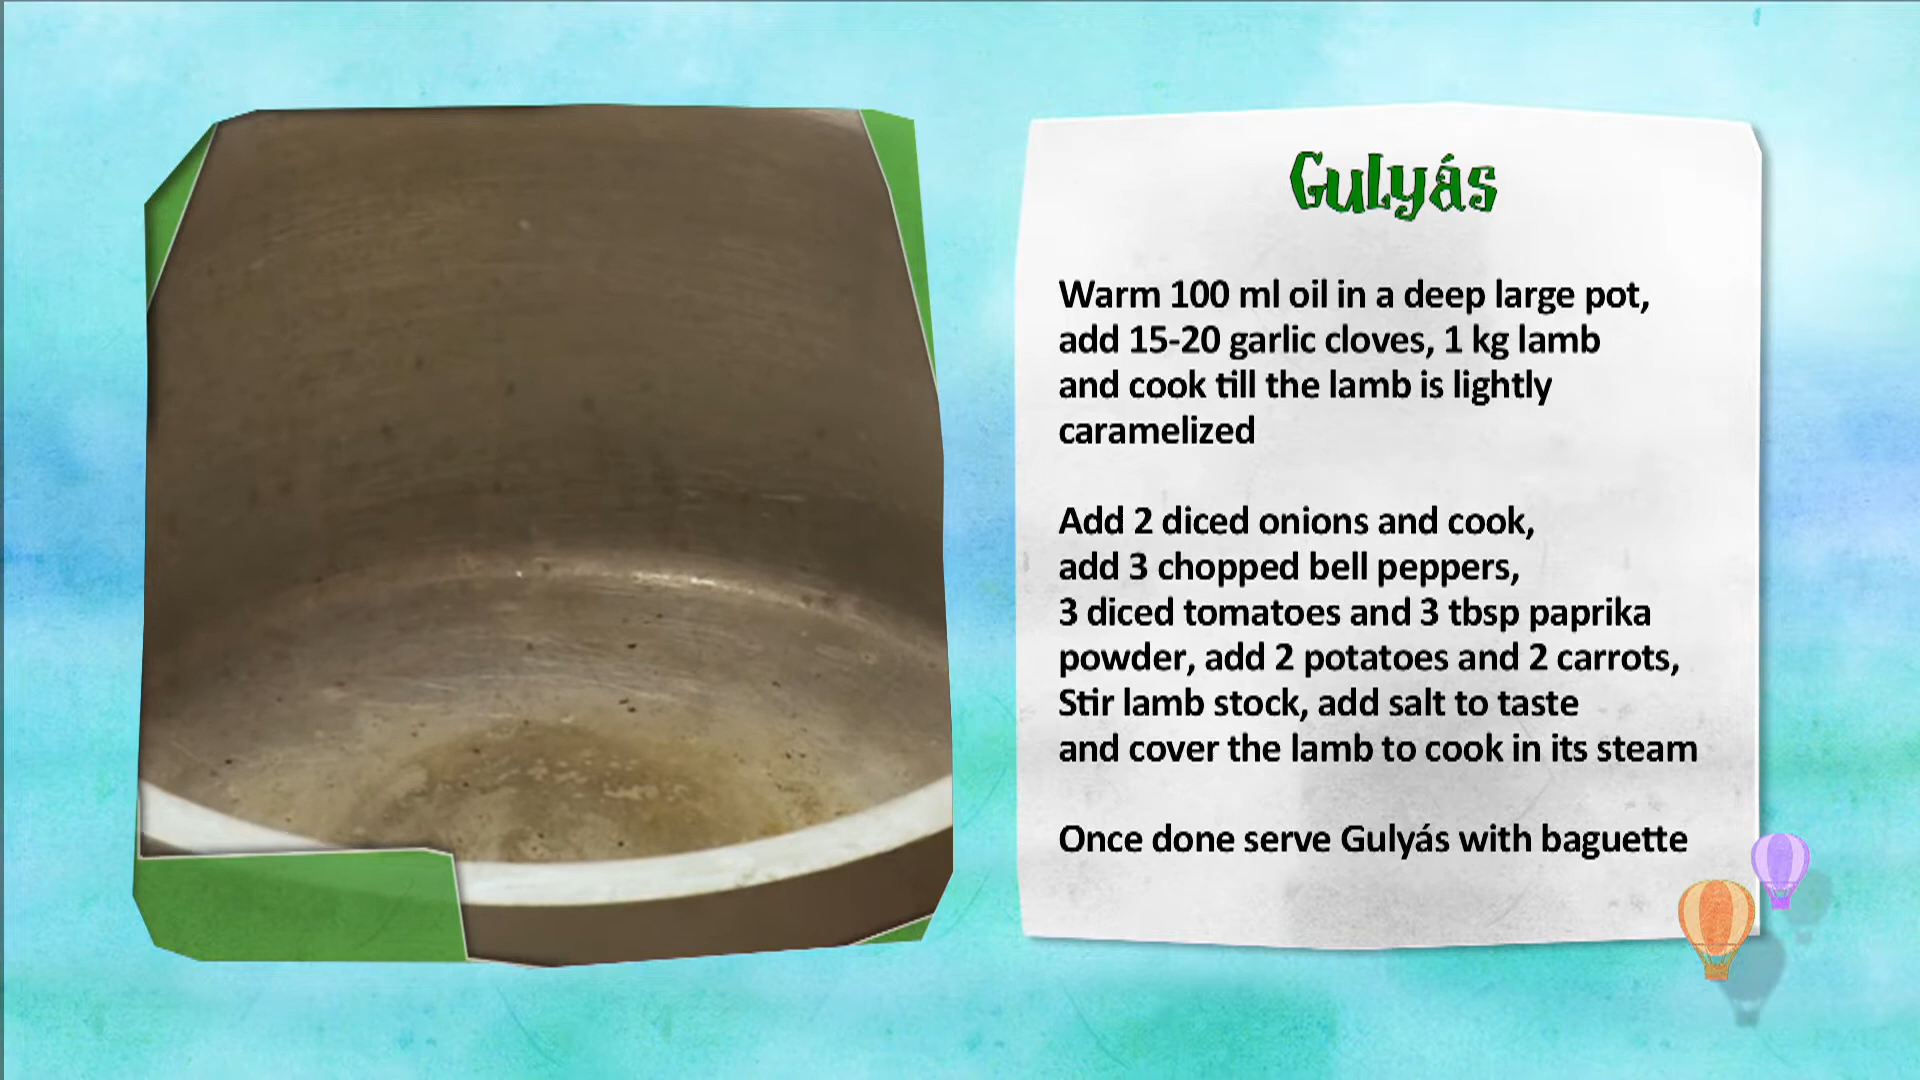 Gulyás
Warm 100 ml oil in a deep large pot,
add 15-20 garlic cloves, 1 kg lamb
and cook till the lamb is lightly
caramelized
Add 2 diced onions and cook,
add 3 chopped bell peppers,
3 diced tomatoes and 3 tbsp paprika
powder, add 2 potatoes and 2 carrots,
Stir lamb stock, add salt to taste
and cover the lamb to cook in its steam
Once done serve Gulyás with baguette